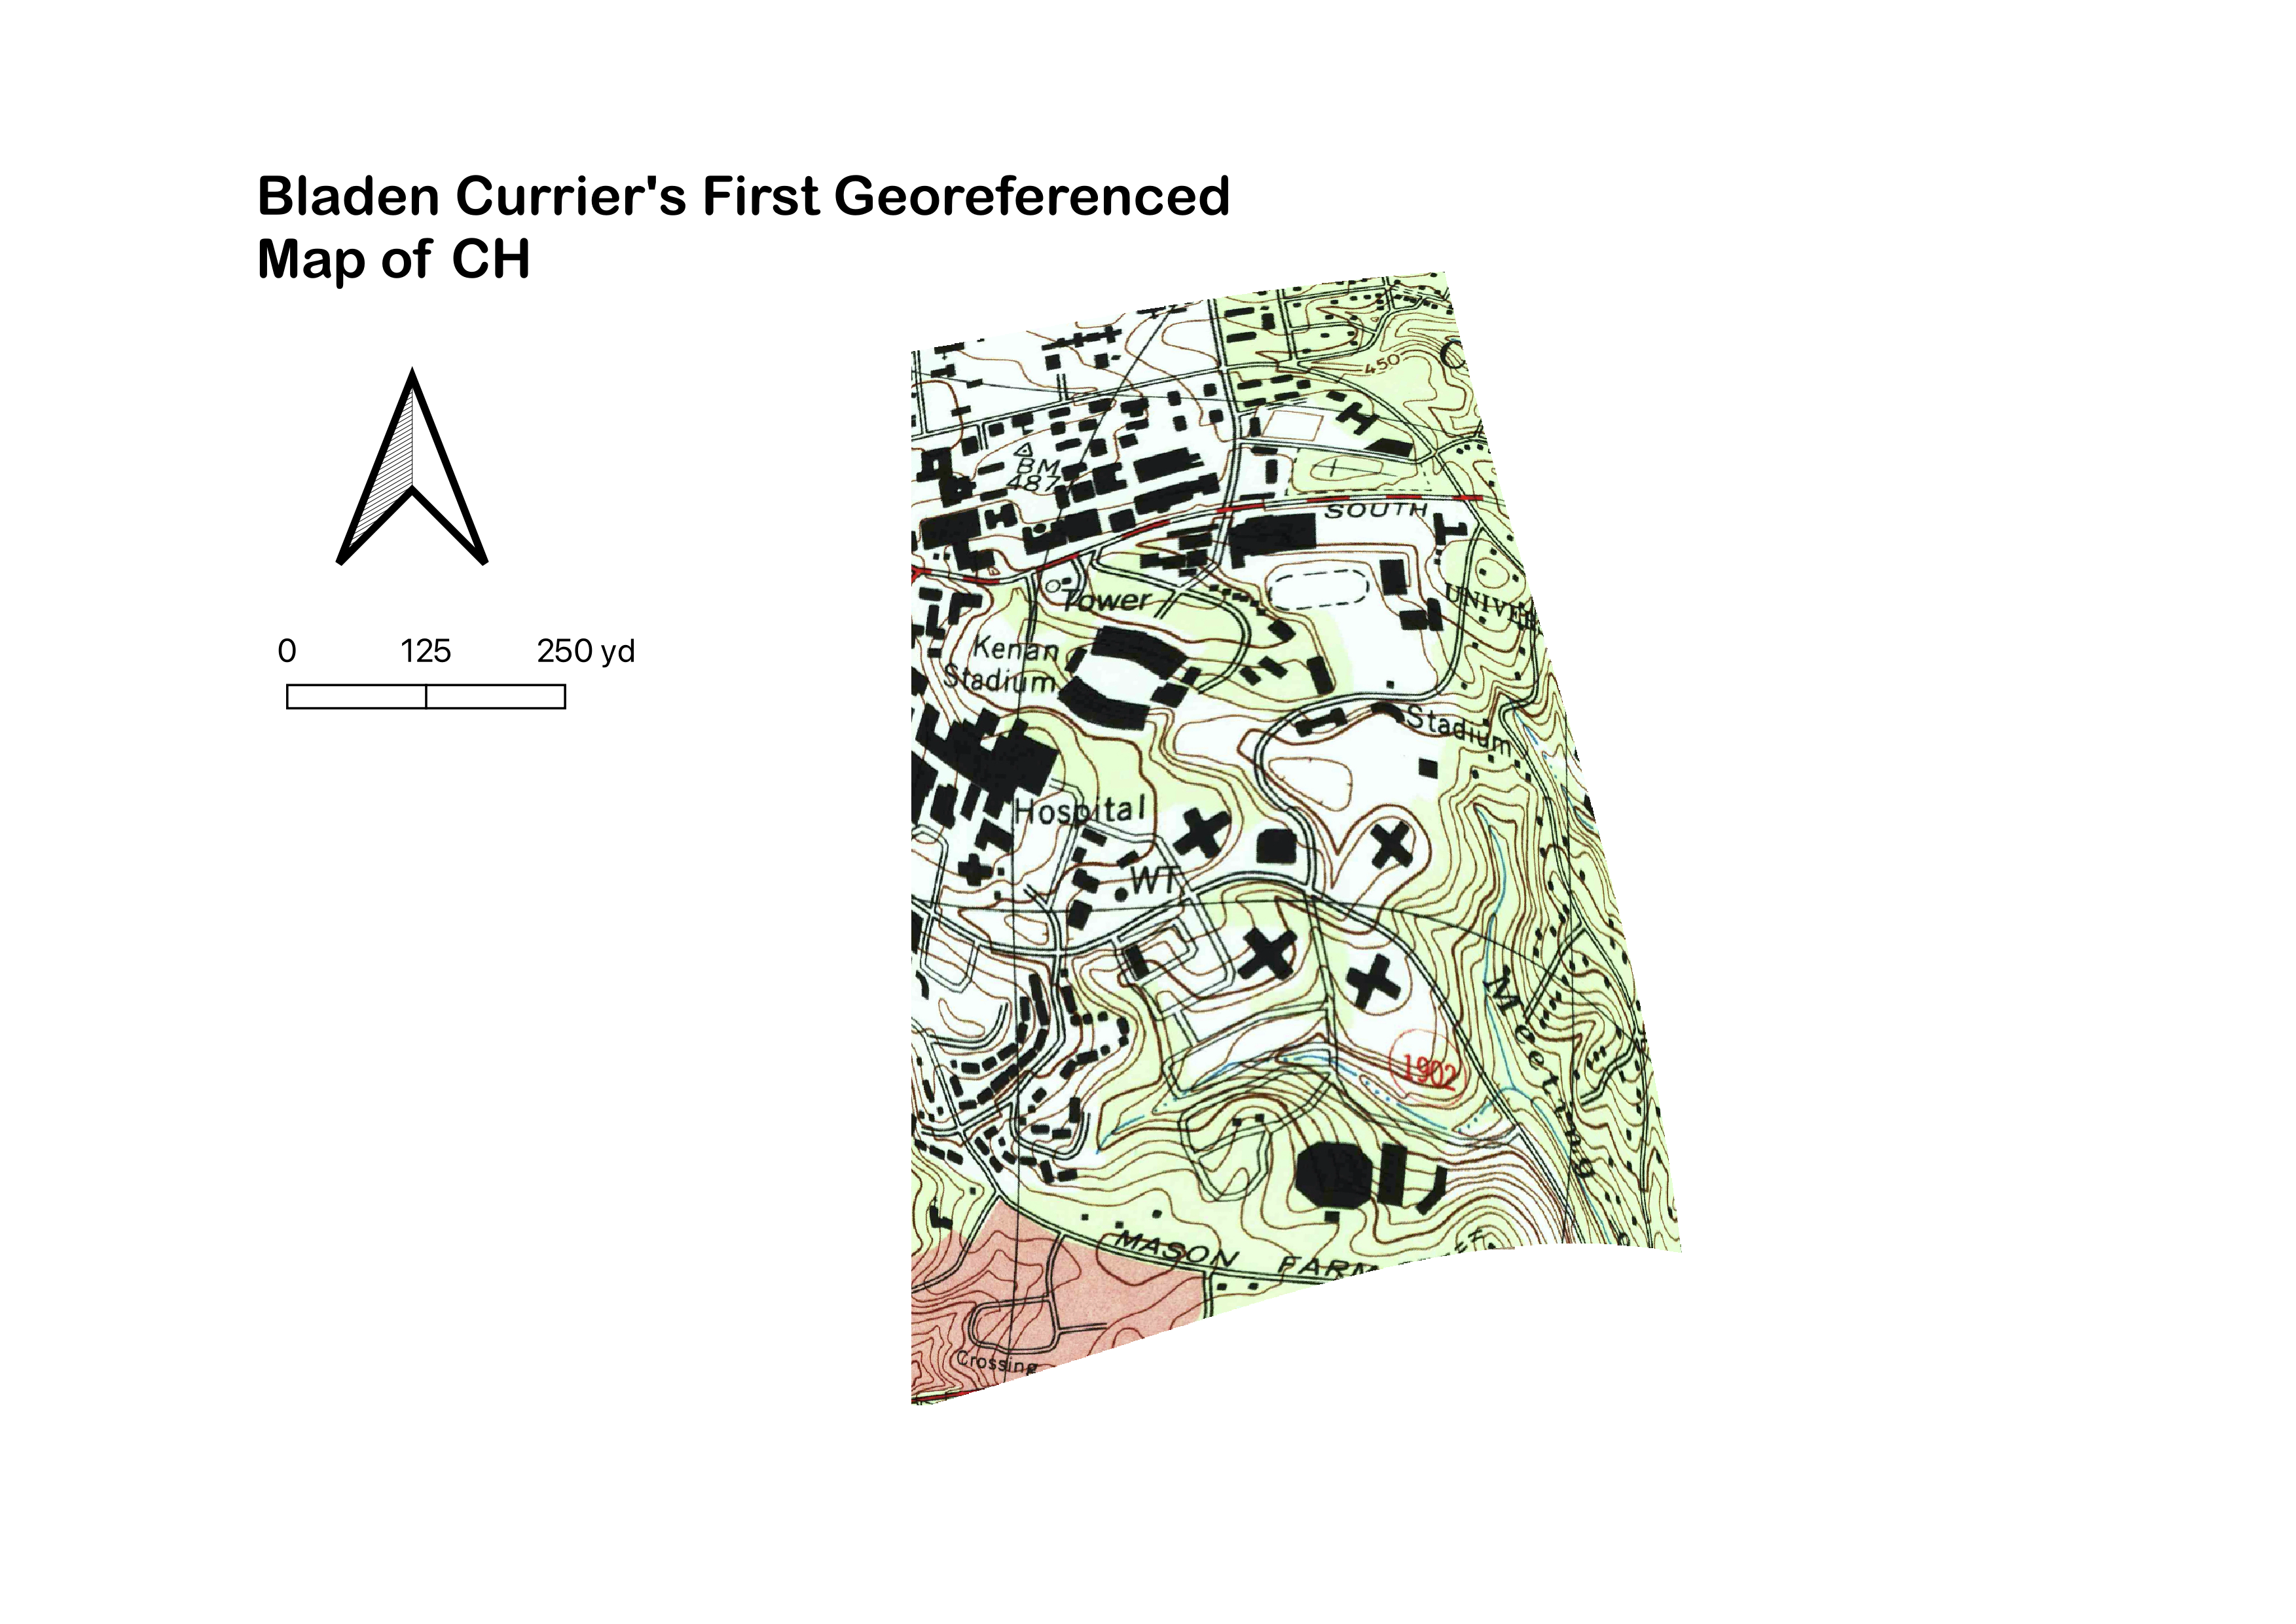 Bladen Currier's First Georeferenced
Map of CH
0 125 250 yd
450
C
BM
487
SOUTH
Tower
UNIVER
Kenan
Stadium
Stadium
Hospital
WT
Meeting
1902
MASON FARM
Crossing